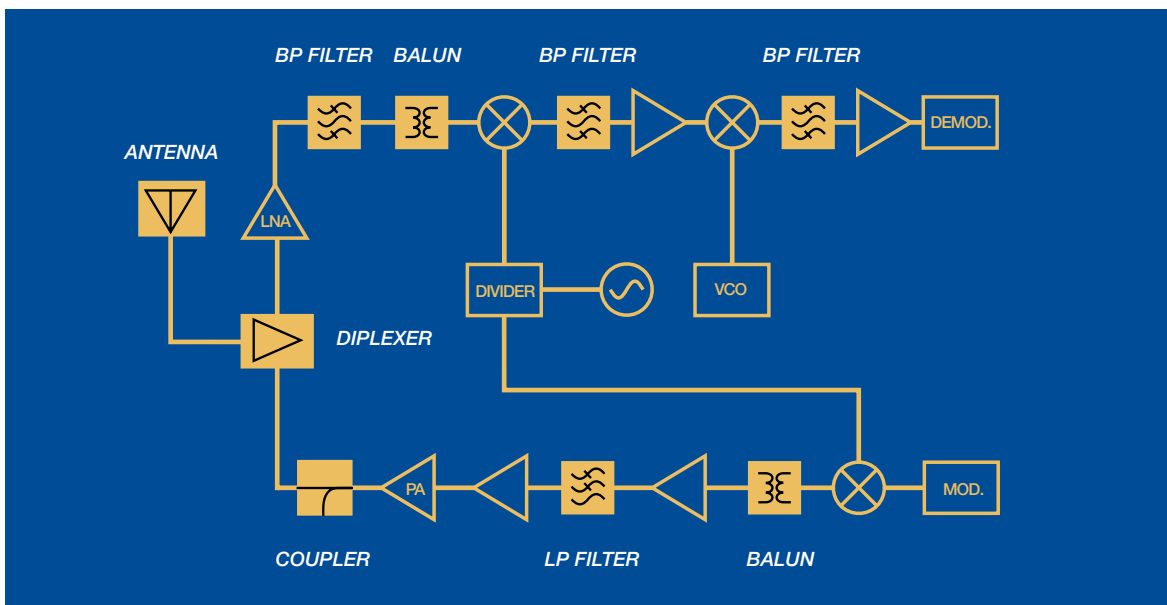 BP FILTER
BALUN
BP FILTER
BP FILTER
DEMOD.
ANTENNA
LNA
DIVIDER
VCO
DIPLEXER
PA
MOD.
COUPLER
LP FILTER
BALUN